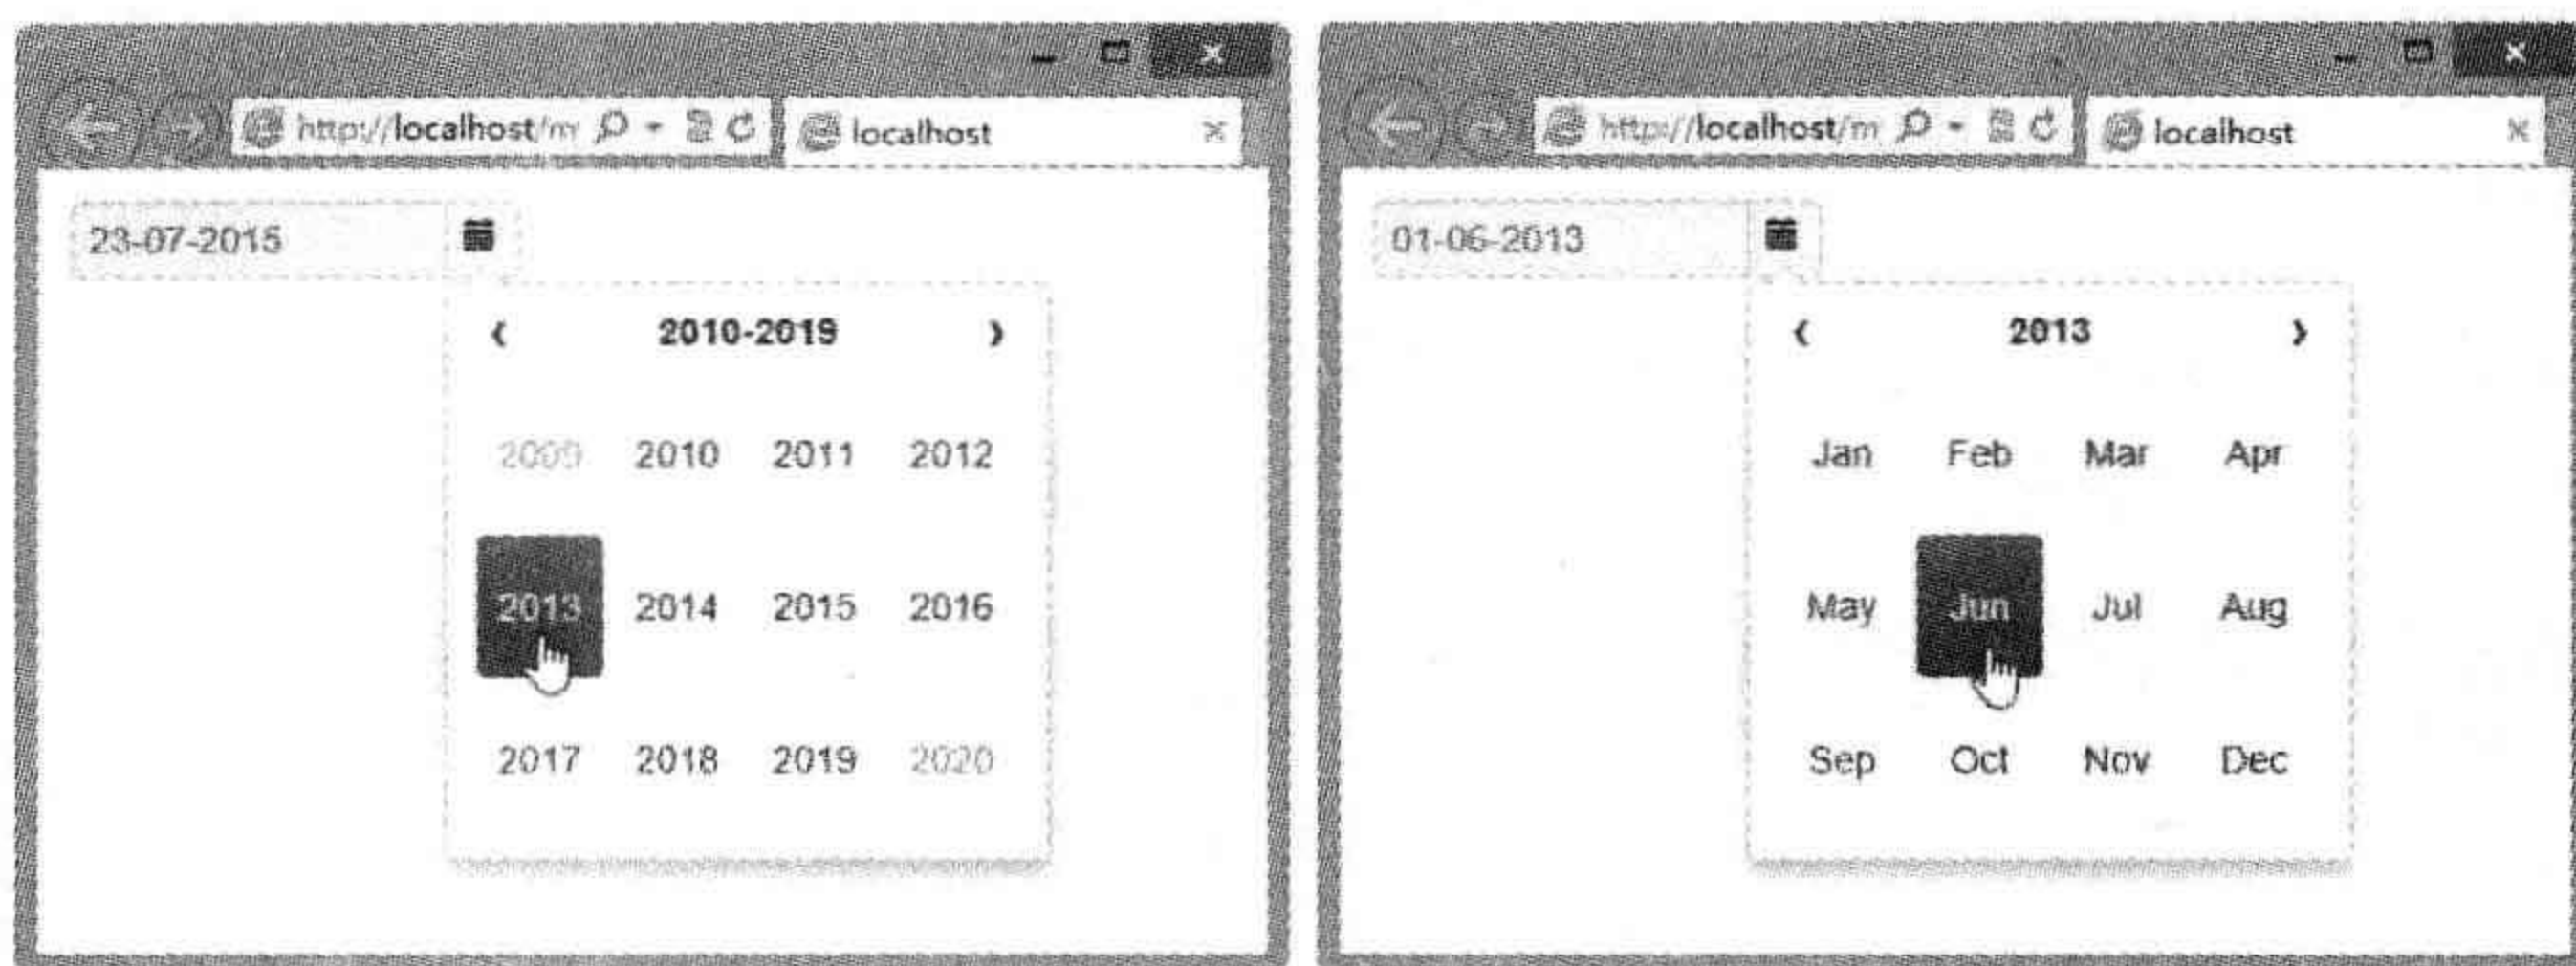 http://localhost/m localhost
23-07-2015
2010-2019
2009 2010 2011 2012
2013 2014 2015 2016
2017 2018 2019 2020
http://localhost/m localhost
01-06-2013
2013
Jan Feb Mar Apr
May Jun Jul Aug
Sep Oct Nov Dec